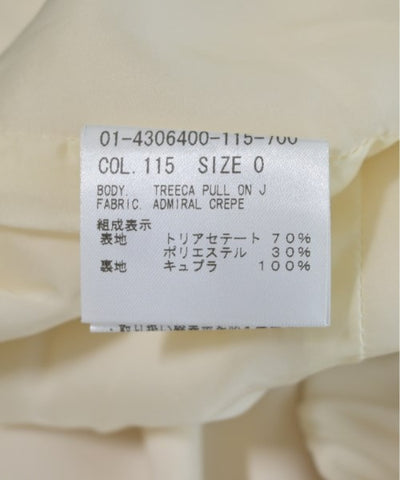 01-4306400-115-700
COL. 115 SIZE 0
BODY. TREECA PULL ON J
FABRIC. ADMIRAL CREPE
組成表示
表地 トリアセテート 70%
ポリエステル 30%
裏地 キュプラ 100%